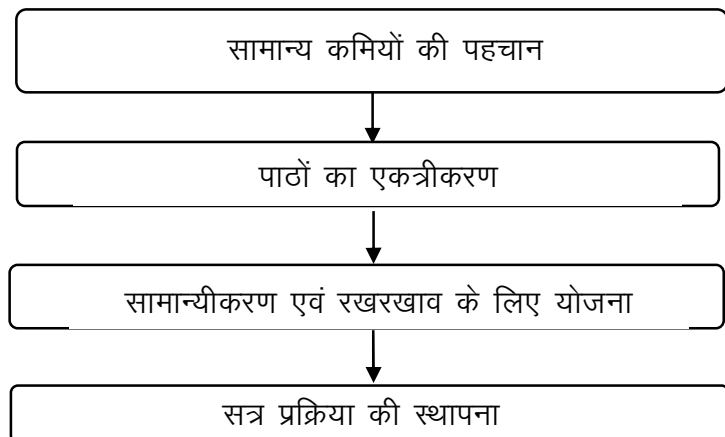 सामान्य कमियों की पहचान
पाठों का एकत्रीकरण
सामान्यीकरण एवं रखरखाव के लिए योजना
सत्र प्रक्रिया की स्थापना